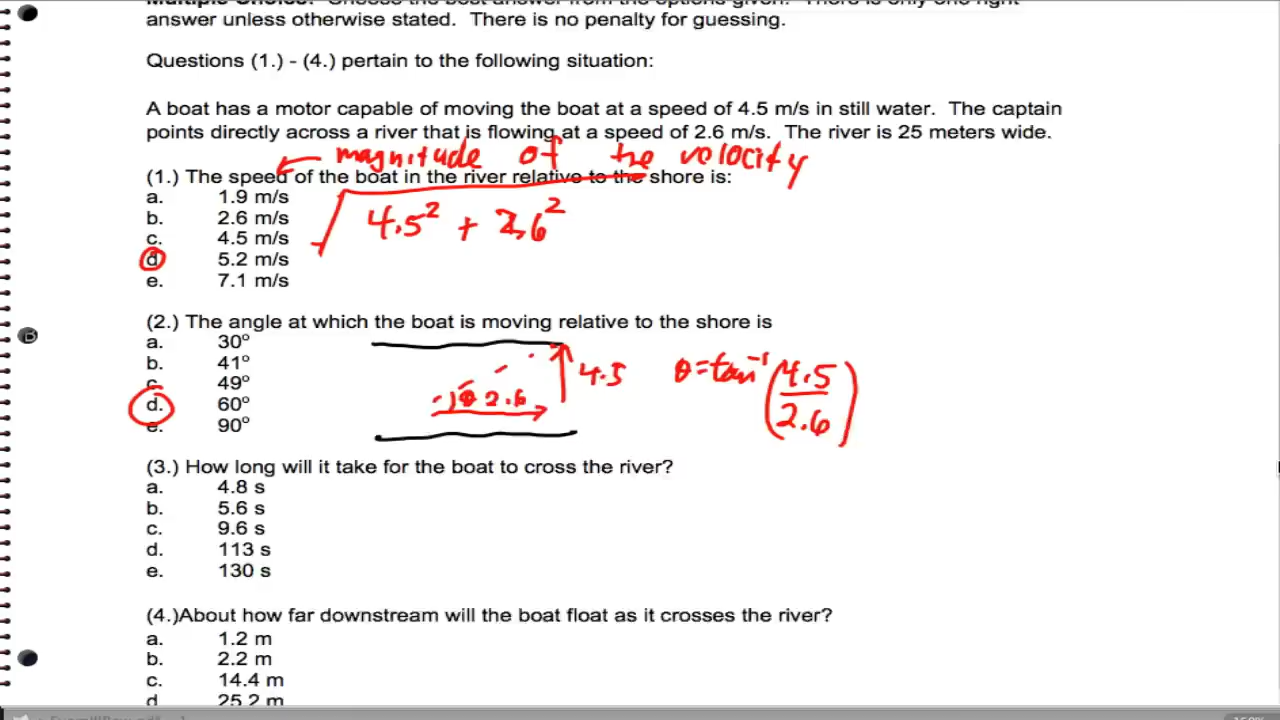 answer unless otherwise stated.  There is no penalty for guessing.
Questions (1.) - (4.) pertain to the following situation:
A boat has a motor capable of moving the boat at a speed of 4.5 m/s in still water.  The captain
points directly across a river that is flowing at a speed of 2.6 m/s.  The river is 25 meters wide.
magnitude of the velocity
(1.) The speed of the boat in the river relative to the shore is:
a. 1.9 m/s
b. 2.6 m/s
c. 4.5 m/s
d. 5.2 m/s
e. 7.1 m/s
√4.5² + 2.6²
(2.) The angle at which the boat is moving relative to the shore is
a. 30º
b. 41º
c. 49º
d. 60º
e. 90º
4.5
2.6
θ = tan⁻¹ (4.5
2.6)
(3.) How long will it take for the boat to cross the river?
a. 4.8 s
b. 5.6 s
c. 9.6 s
d. 113 s
e. 130 s
(4.)About how far downstream will the boat float as it crosses the river?
a. 1.2 m
b. 2.2 m
c. 14.4 m
d 25.2 m